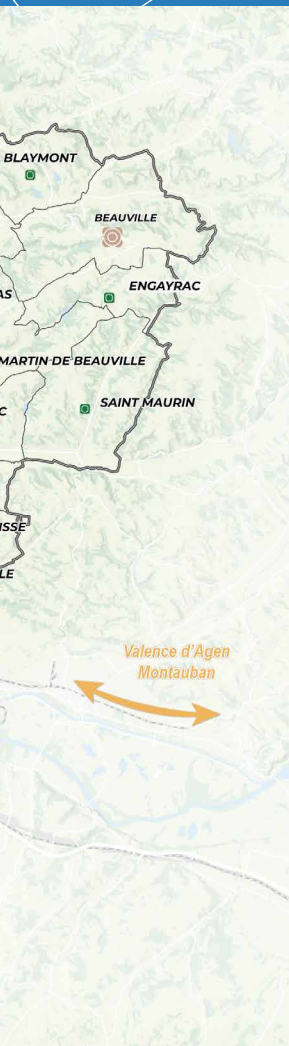 BLAYMONT
BEAUVILLE
ENGAYRAC
AS
MARTIN DE BEAUVILLE
SAINT MAURIN
C
ISSE
LE
Valence d'Agen
Montauban